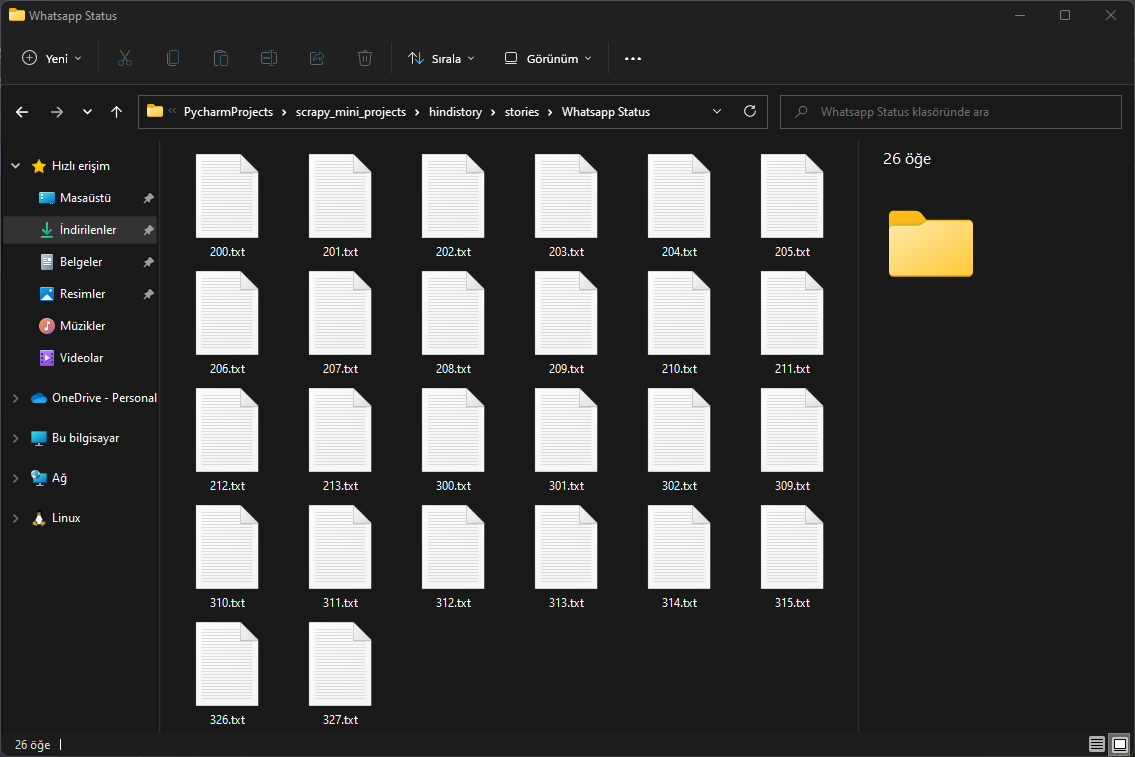 Whatsapp Status
Yeni
Sırala
Görünüm
PycharmProjects > scrapy_mini_projects > hindistory > stories > Whatsapp Status
Whatsapp Status klasöründe ara
Hızlı erişim
Masaüstü
İndirilenler
Belgeler
Resimler
Müzikler
Videolar
OneDrive - Personal
Bu bilgisayar
Ağ
Linux
200.txt 201.txt 202.txt 203.txt 204.txt 205.txt
206.txt 207.txt 208.txt 209.txt 210.txt 211.txt
212.txt 213.txt 300.txt 301.txt 302.txt 309.txt
310.txt 311.txt 312.txt 313.txt 314.txt 315.txt
326.txt 327.txt
26 öğe
26 öğe